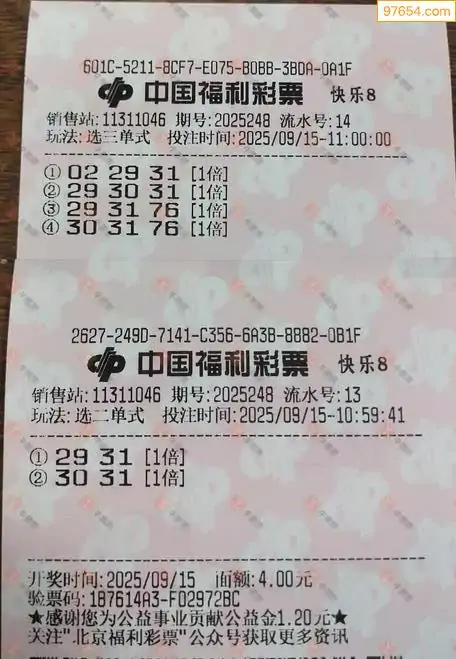 97654.com
601C-5211-8CF7-E075-B0BB-3BDA-0A1F
中国福利彩票 快乐8
销售站:11311046 期号:2025248 流水号:14
玩法:选三单式 投注时间:2025/09/15-11:00:00
① 02 29 31 [1倍]
② 29 30 31 [1倍]
③ 29 31 76 [1倍]
④ 30 31 76 [1倍]
2627-249D-7141-C356-6A3B-8882-0B1F
中国福利彩票 快乐8
销售站:11311046 期号:2025248 流水号:13
玩法:选二单式 投注时间:2025/09/15-10:59:41
① 29 31 [1倍]
② 30 31 [1倍]
开奖时间:2025/09/15 面额:4.00元
验票码:187614A3-F02972BC
★感谢您为公益事业贡献公益金1.20元★
关注"北京福利彩票"公众号获取更多资讯